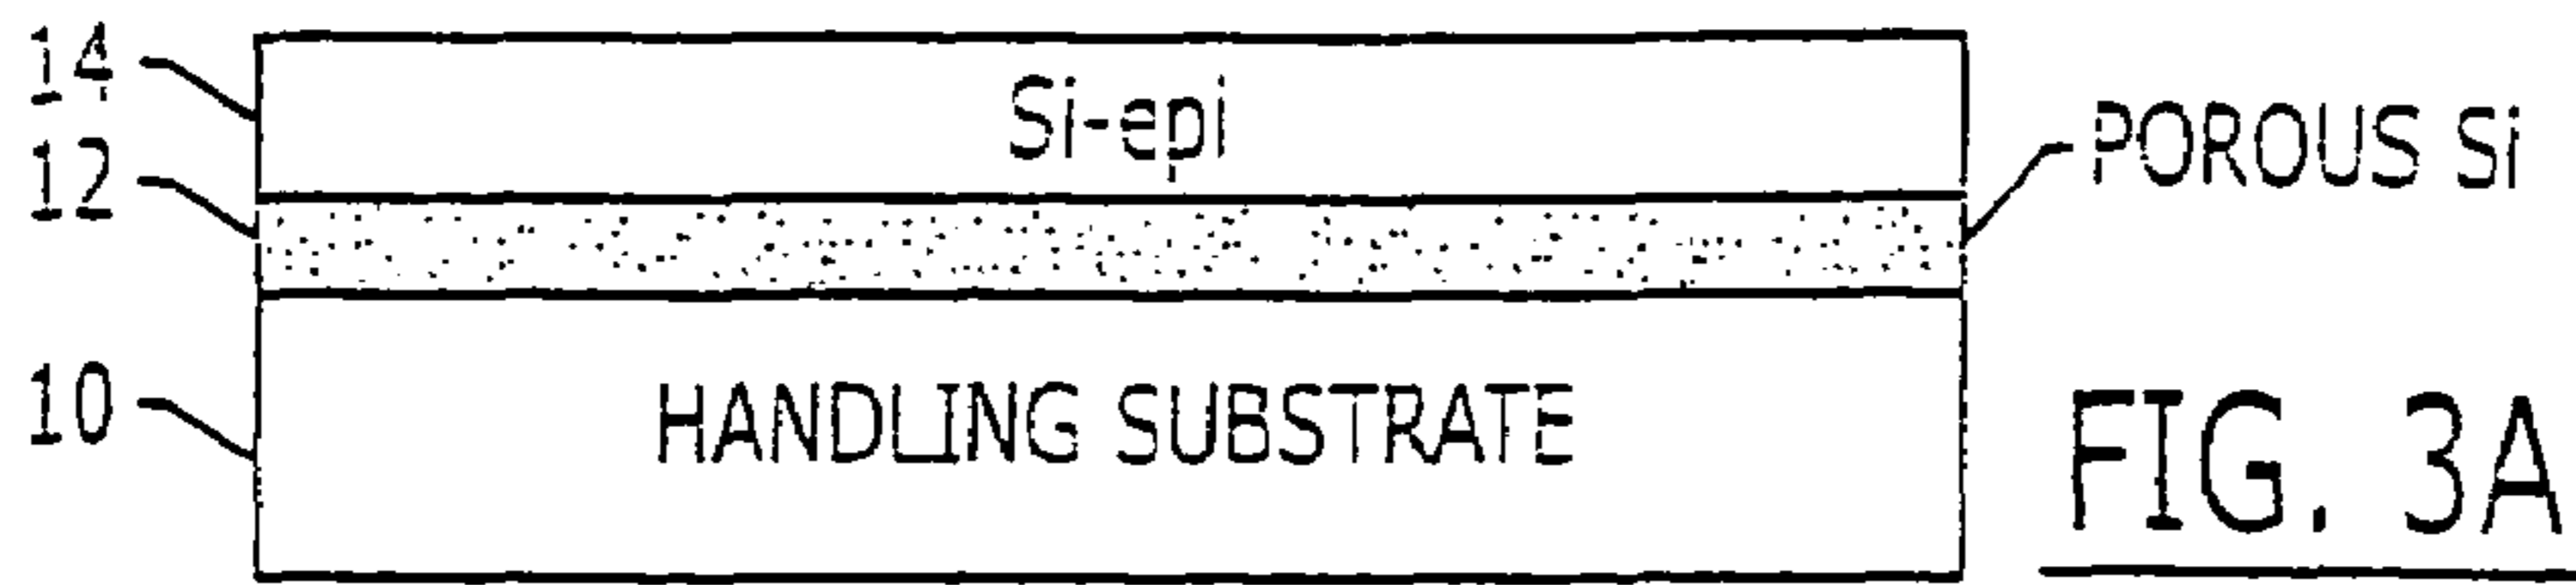 14
Si-epi
12
POROUS Si
10
HANDLING SUBSTRATE
FIG. 3A